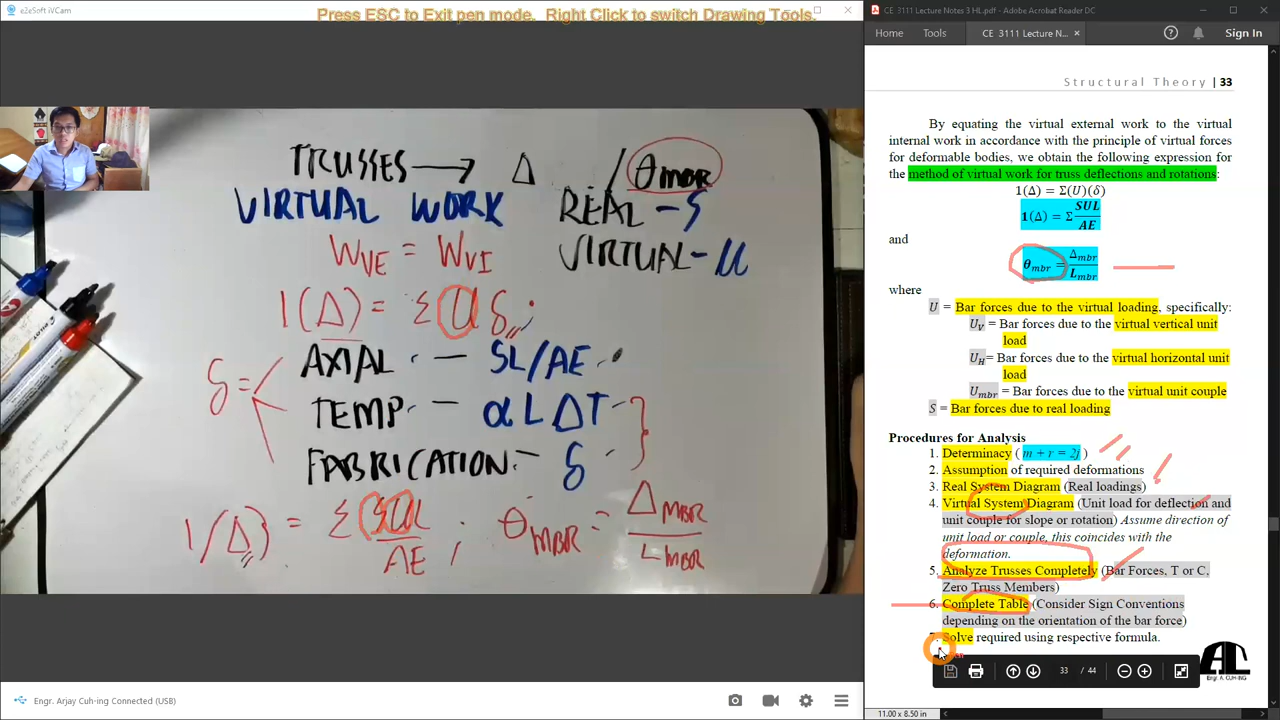 e2eSoft iVCam
Press ESC to Exit pen mode. Right Click to switch Drawing Tools.
TRUSSES → Δ / θMBR
VIRTUAL WORK REAL - S
WVE = WVI VIRTUAL - U
1(Δ) = Σ U δ;
δ = AXIAL - SL/AE
TEMP - αLΔT
FABRICATION - δ
1(Δ) = Σ SUL/AE ; θMBR = ΔMBR/LMBR
Engr. Arjay Cuh-ing Connected (USB)
CE 3111 Lecture Notes 3 HL.pdf - Adobe Acrobat Reader DC
Home Tools CE 3111 Lecture N... × Sign In
Structural Theory | 33
By equating the virtual external work to the virtual
internal work in accordance with the principle of virtual forces
for deformable bodies, we obtain the following expression for
the method of virtual work for truss deflections and rotations:
1(Δ) = Σ(U)(δ)
1(Δ) = Σ SUL/AE
and
θmbr = Δmbr/Lmbr
where
U = Bar forces due to the virtual loading, specifically:
UV = Bar forces due to the virtual vertical unit
load
UH= Bar forces due to the virtual horizontal unit
load
Umbr = Bar forces due to the virtual unit couple
S = Bar forces due to real loading
Procedures for Analysis
1. Determinacy ( m + r = 2j )
2. Assumption of required deformations
3. Real System Diagram (Real loadings)
4. Virtual System Diagram (Unit load for deflection and
unit couple for slope or rotation) Assume direction of
unit load or couple, this coincides with the
deformation.
5. Analyze Trusses Completely (Bar Forces, T or C,
Zero Truss Members)
6. Complete Table (Consider Sign Conventions
depending on the orientation of the bar force)
7. Solve required using respective formula.
33 / 44
Engr. A. CUH-ING
11.00 x 8.50 in